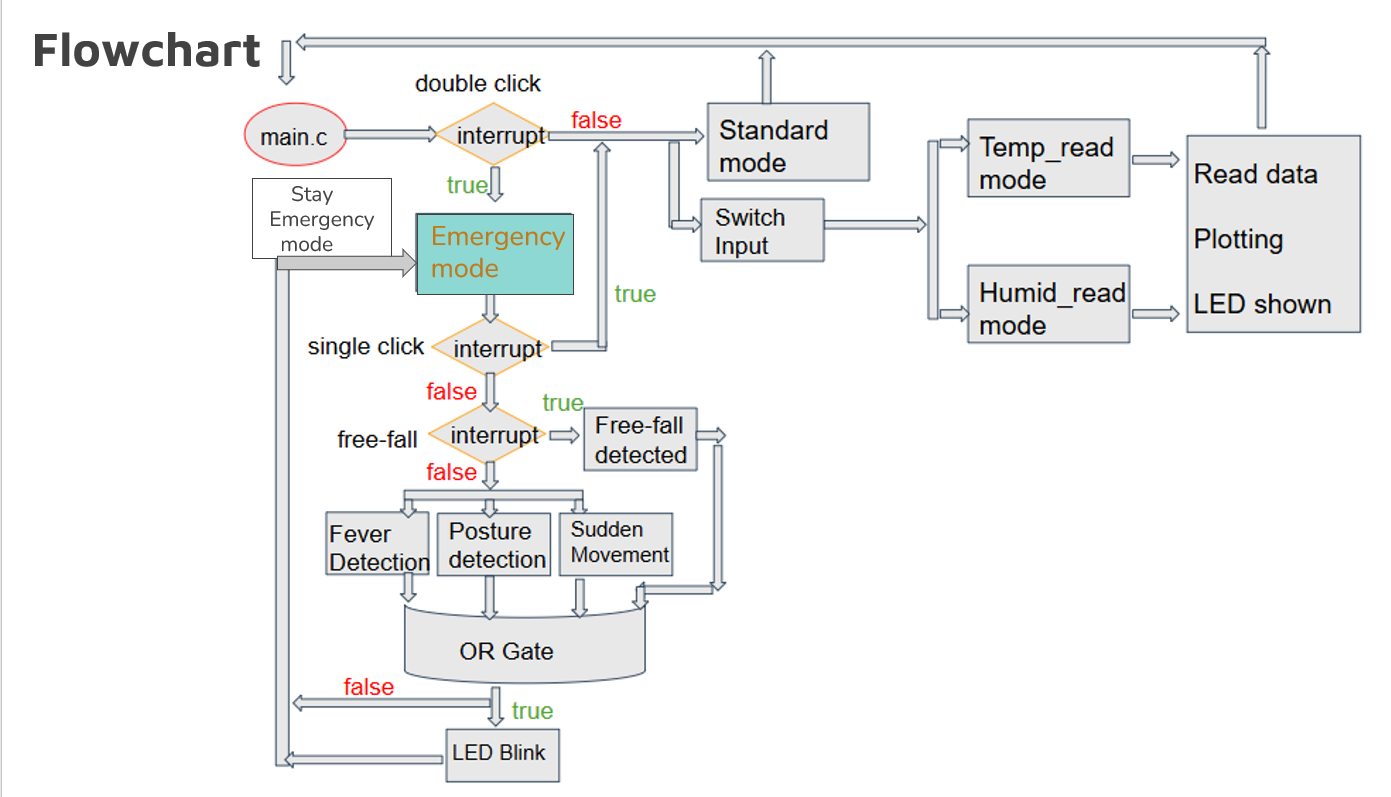 Flowchart
double click
main.c
interrupt
false
Standard
mode
true
Stay
Emergency
mode
Emergency
mode
Switch
Input
Temp_read
mode
Humid_read
mode
Read data
Plotting
LED shown
true
single click
interrupt
false
true
free-fall
interrupt
Free-fall
detected
false
Fever
Detection
Posture
detection
Sudden
Movement
OR Gate
false
true
LED Blink